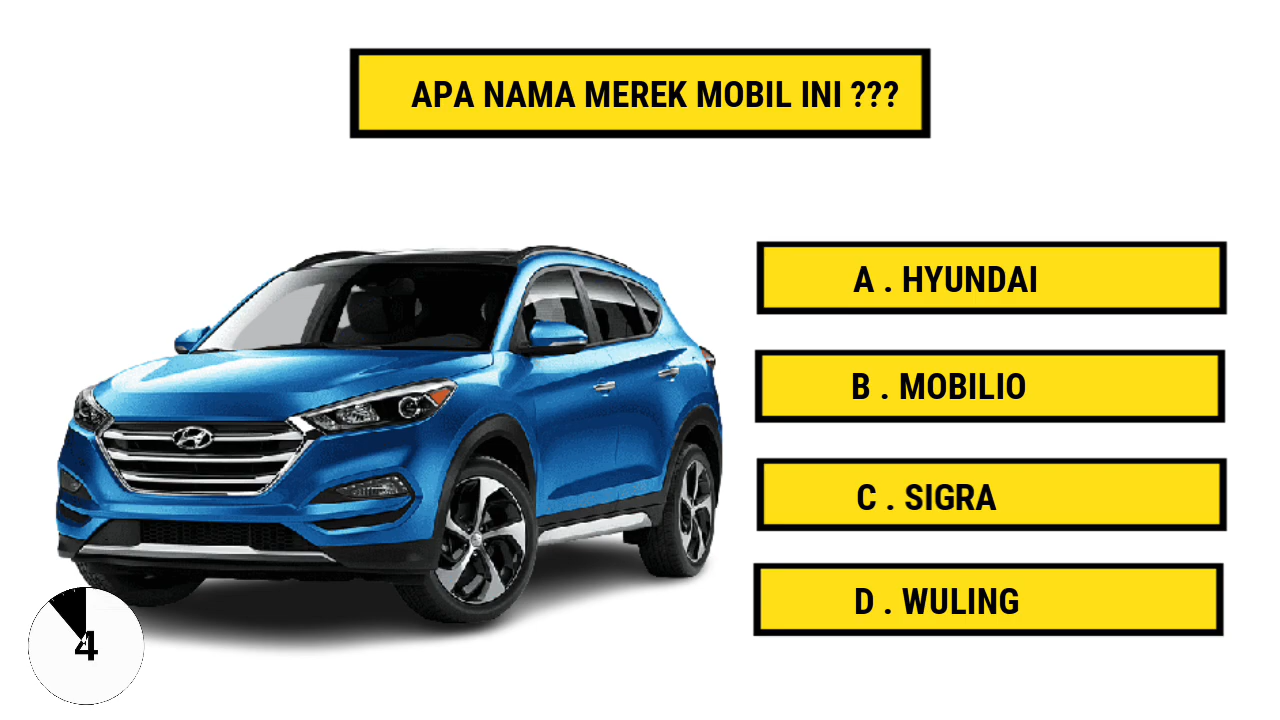 APA NAMA MEREK MOBIL INI ???
A . HYUNDAI
B . MOBILIO
C . SIGRA
D . WULING
4